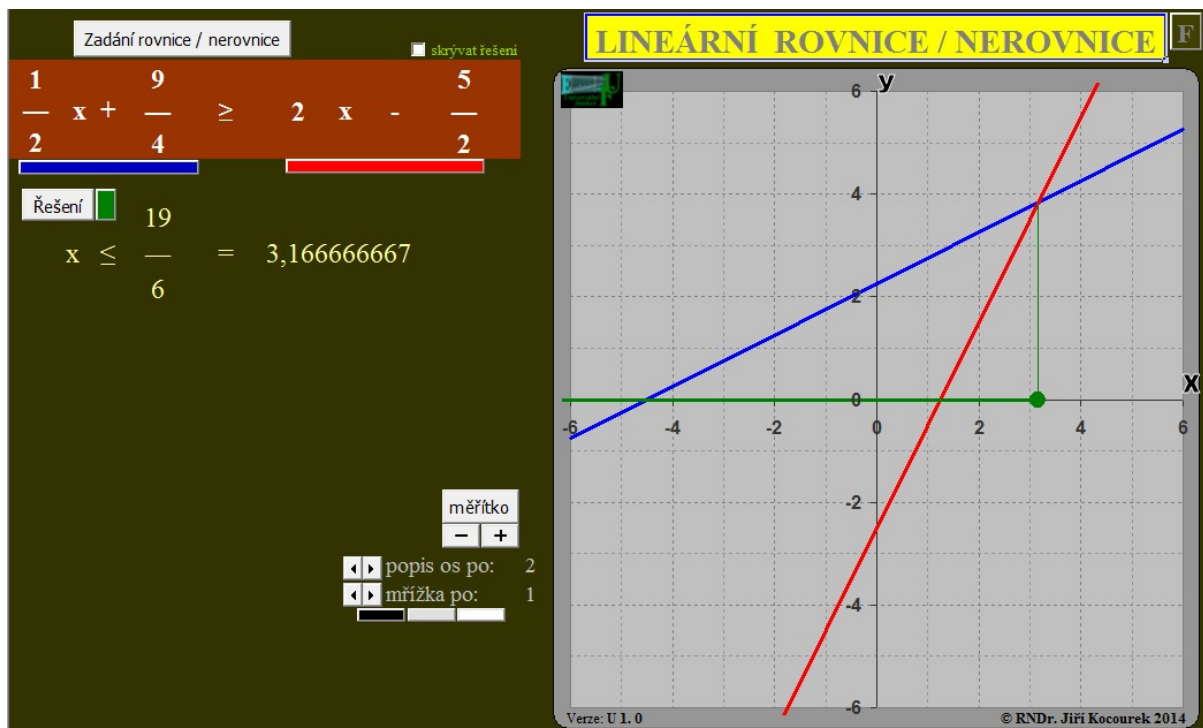 Zadání rovnice / nerovnice
skrývat řešení
LINEÁRNÍ ROVNICE / NEROVNICE
F
1 9 5
x + ≥ 2 x -
2 4 2
Řešení
19
x ≤ = 3,166666667
6
měřítko
− +
popis os po: 2
mřížka po: 1
y
6
4
2
0
-2
-4
-6
X
-6 -4 -2 0 2 4 6
Verze: U 1. 0
© RNDr. Jiří Kocourek 2014